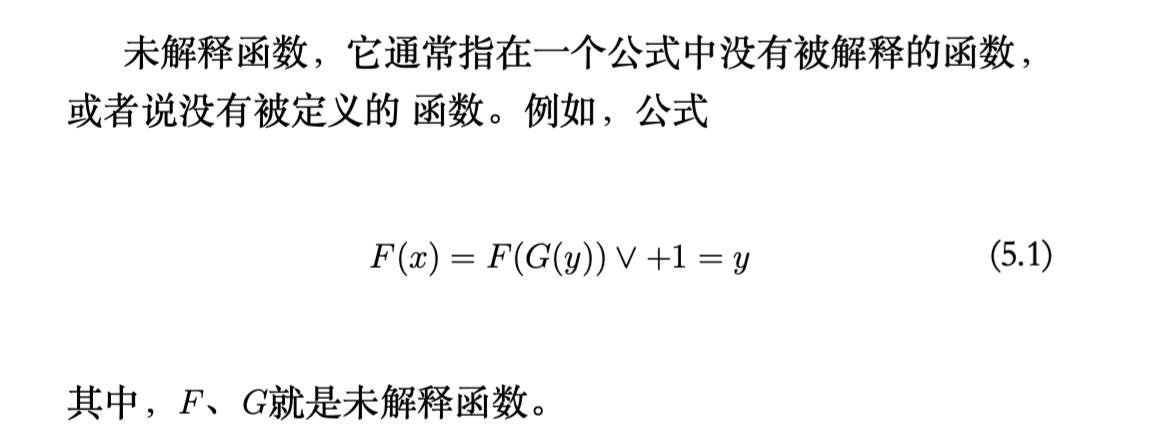 未解释函数，它通常指在一个公式中没有被解释的函数，
或者说没有被定义的 函数。例如，公式
F(x) = F(G(y)) ∨ +1 = y (5.1)
其中，F、G就是未解释函数。